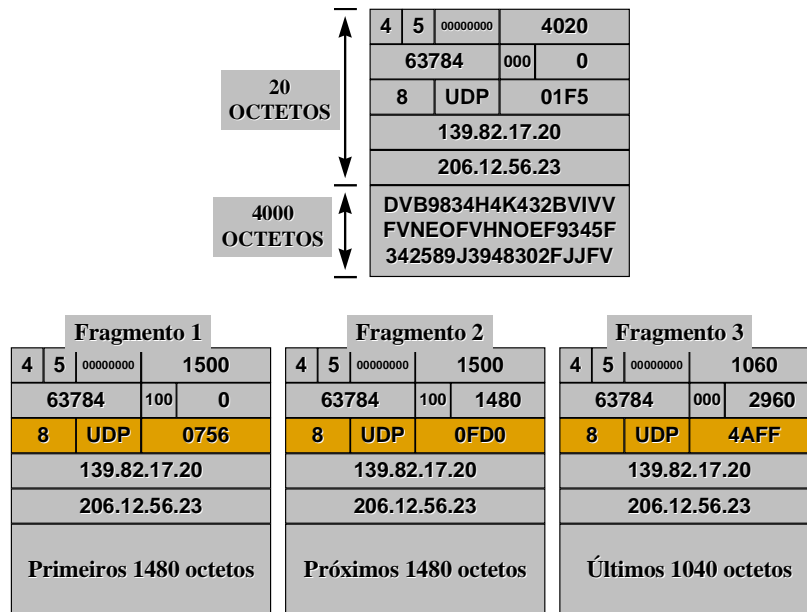 4 5 00000000 4020
63784 000 0
20
OCTETOS
8 UDP 01F5
139.82.17.20
206.12.56.23
4000
OCTETOS
DVB9834H4K432BVIVV
FVNEOFVHNOEF9345F
342589J3948302FJJFV
Fragmento 1
4 5 00000000 1500
63784 100 0
8 UDP 0756
139.82.17.20
206.12.56.23
Primeiros 1480 octetos
Fragmento 2
4 5 00000000 1500
63784 100 1480
8 UDP 0FD0
139.82.17.20
206.12.56.23
Próximos 1480 octetos
Fragmento 3
4 5 00000000 1060
63784 000 2960
8 UDP 4AFF
139.82.17.20
206.12.56.23
Últimos 1040 octetos